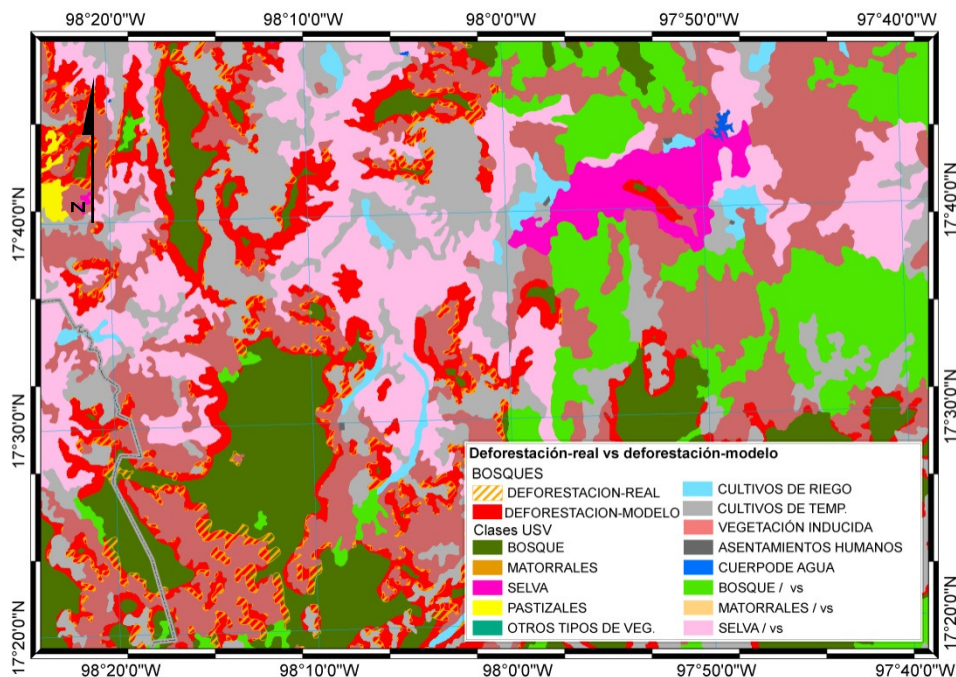 98°20'0"W 98°10'0"W 98°0'0"W 97°50'0"W 97°40'0"W
17°40'0"N 17°40'0"N
N
17°30'0"N 17°30'0"N
17°20'0"N 17°20'0"N
Deforestación-real vs deforestación-modelo
BOSQUES
DEFORESTACION-REAL
DEFORESTACION-MODELO
Clases USV
BOSQUE
MATORRALES
SELVA
PASTIZALES
OTROS TIPOS DE VEG.
CULTIVOS DE RIEGO
CULTIVOS DE TEMP.
VEGETACIÓN INDUCIDA
ASENTAMIENTOS HUMANOS
CUERPODE AGUA
BOSQUE / vs
MATORRALES / vs
SELVA / vs
98°20'0"W 98°10'0"W 98°0'0"W 97°50'0"W 97°40'0"W